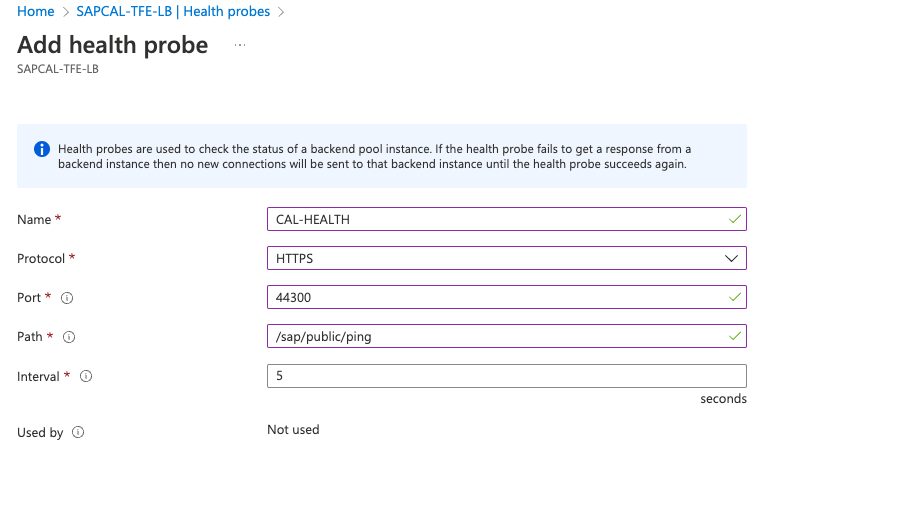 Home > SAPCAL-TFE-LB | Health probes >
Add health probe ...
SAPCAL-TFE-LB
Health probes are used to check the status of a backend pool instance. If the health probe fails to get a response from a
backend instance then no new connections will be sent to that backend instance until the health probe succeeds again.
Name * CAL-HEALTH
Protocol * HTTPS
Port * 44300
Path * /sap/public/ping
Interval * 5
seconds
Used by Not used